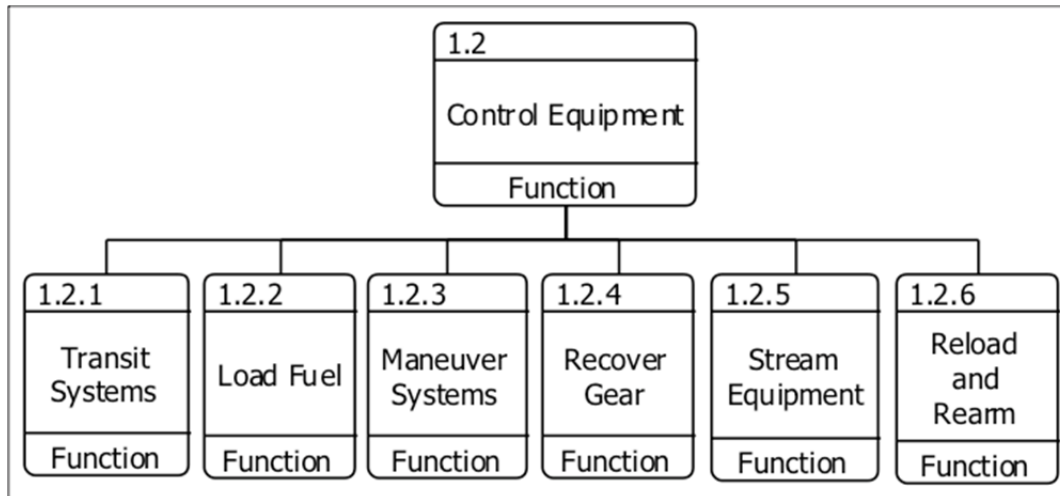 1.2
Control Equipment
Function
1.2.1
Transit
Systems
Function
1.2.2
Load Fuel
Function
1.2.3
Maneuver
Systems
Function
1.2.4
Recover
Gear
Function
1.2.5
Stream
Equipment
Function
1.2.6
Reload
and
Rearm
Function